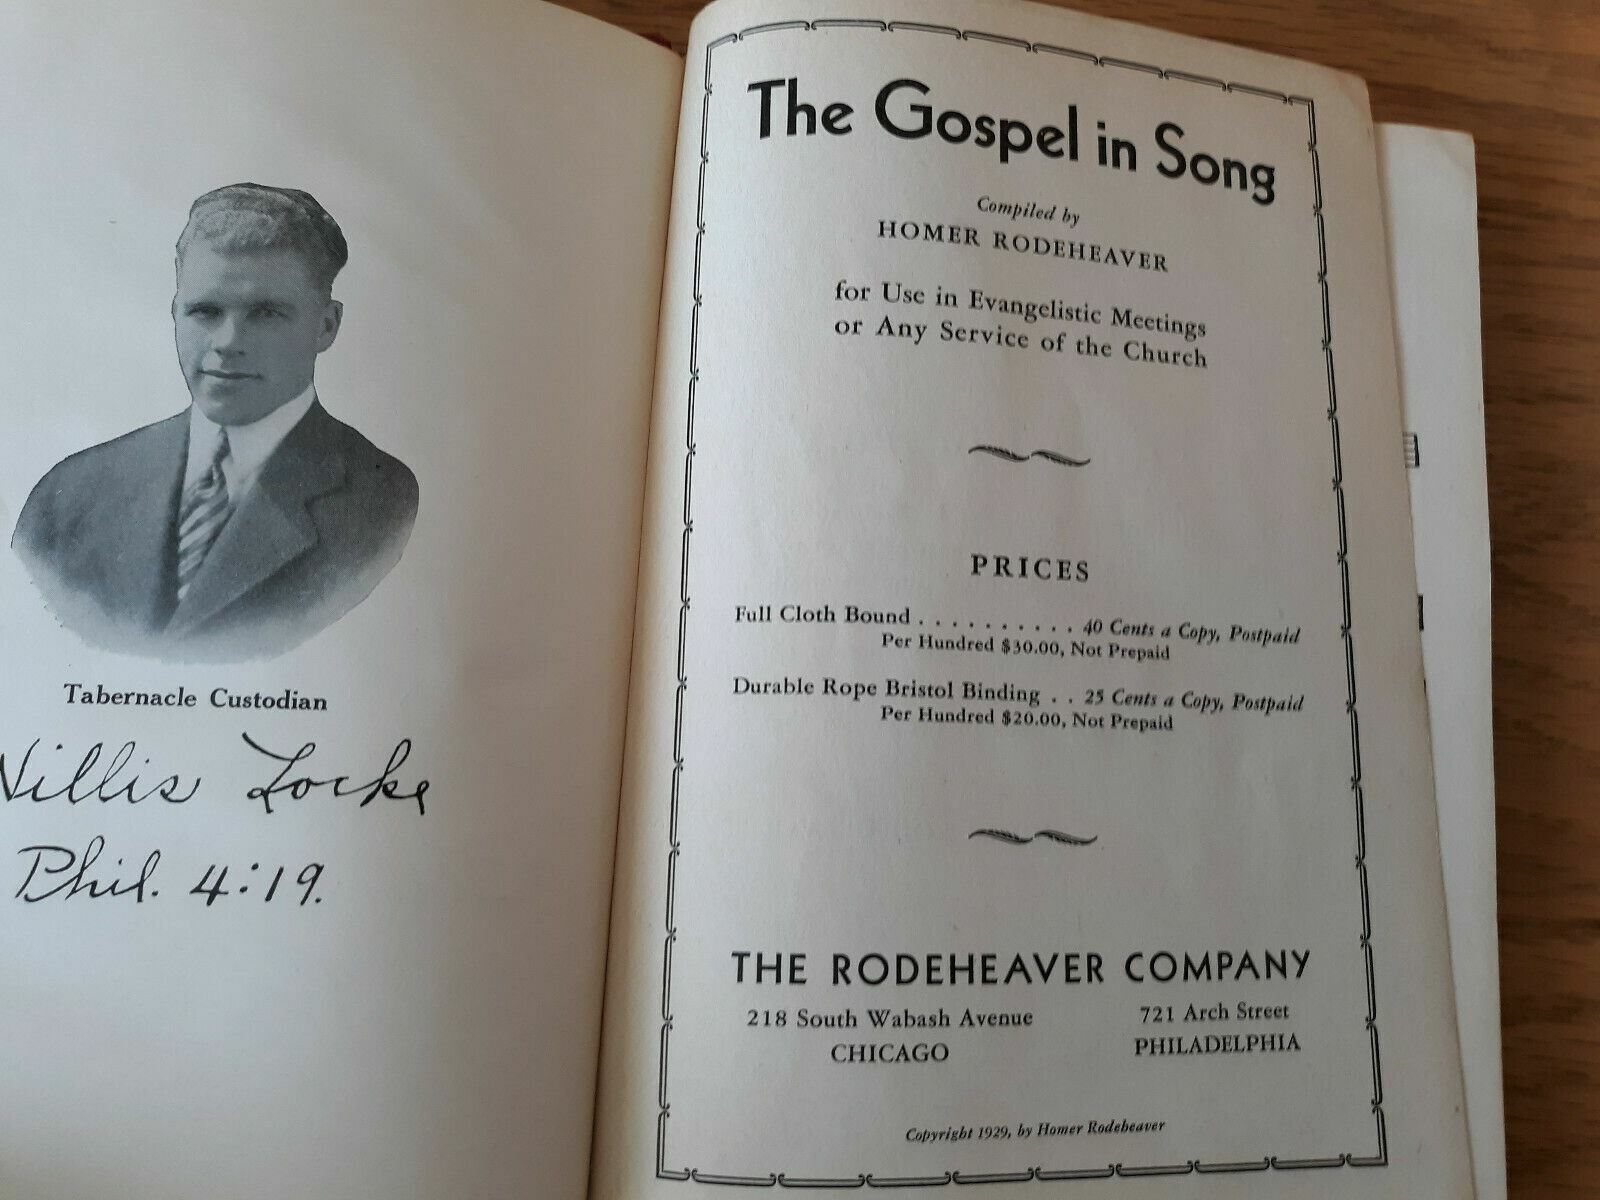 Tabernacle Custodian
Willis Locke
Phil. 4:19.
The Gospel in Song
Compiled by
HOMER RODEHEAVER
for Use in Evangelistic Meetings
or Any Service of the Church
PRICES
Full Cloth Bound . . . . . . . . . . 40 Cents a Copy, Postpaid
Per Hundred $30.00, Not Prepaid
Durable Rope Bristol Binding . . 25 Cents a Copy, Postpaid
Per Hundred $20.00, Not Prepaid
THE RODEHEAVER COMPANY
218 South Wabash Avenue 721 Arch Street
CHICAGO PHILADELPHIA
Copyright 1929, by Homer Rodeheaver